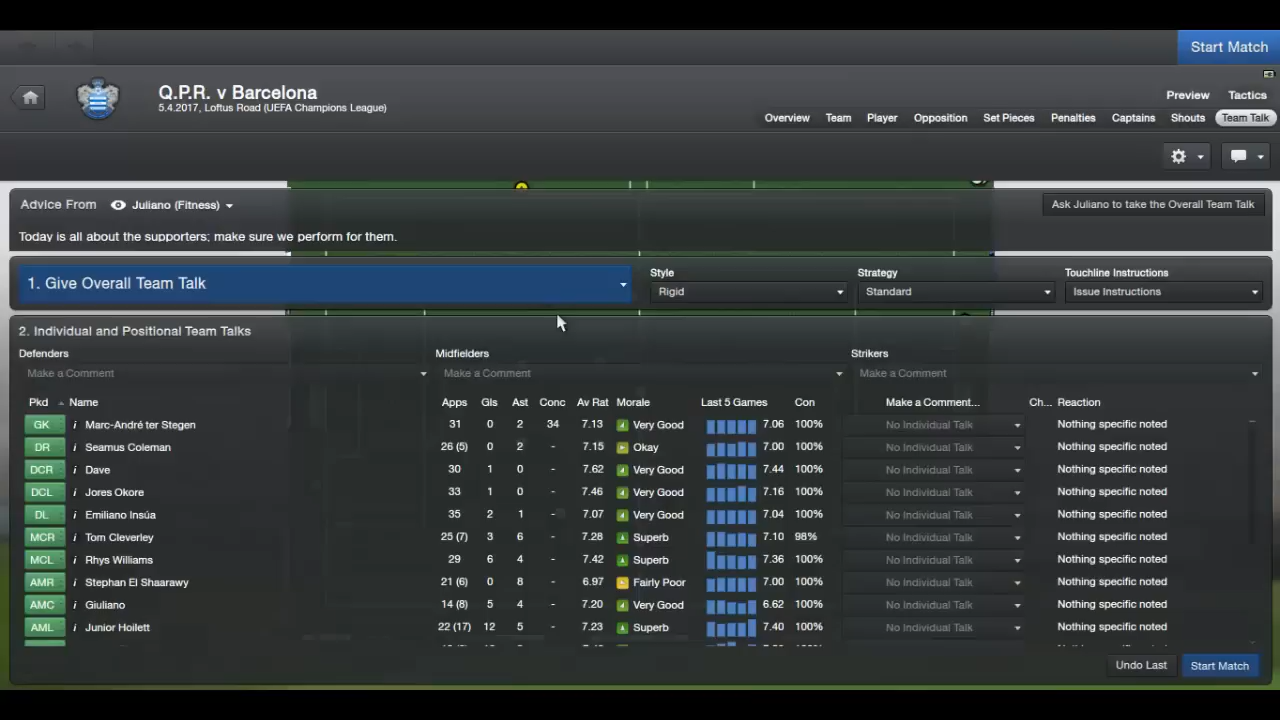 Start Match
Q.P.R. v Barcelona
5.4.2017, Loftus Road (UEFA Champions League)
Preview Tactics
Overview Team Player Opposition Set Pieces Penalties Captains Shouts Team Talk
Advice From Juliano (Fitness) Ask Juliano to take the Overall Team Talk
Today is all about the supporters; make sure we perform for them.
1. Give Overall Team Talk
Style Strategy Touchline Instructions
Rigid Standard Issue Instructions
2. Individual and Positional Team Talks
Defenders Midfielders Strikers
Make a Comment Make a Comment Make a Comment
Pkd Name Apps Gls Ast Conc Av Rat Morale Last 5 Games Con Make a Comment... Ch... Reaction
GK i Marc-André ter Stegen 31 0 2 34 7.13 Very Good 7.06 100% No Individual Talk Nothing specific noted
DR i Seamus Coleman 26 (5) 0 2 - 7.15 Okay 7.00 100% No Individual Talk Nothing specific noted
DCR i Dave 30 1 0 - 7.62 Very Good 7.44 100% No Individual Talk Nothing specific noted
DCL i Jores Okore 33 1 0 - 7.46 Very Good 7.16 100% No Individual Talk Nothing specific noted
DL i Emiliano Insúa 35 2 1 - 7.07 Very Good 7.04 100% No Individual Talk Nothing specific noted
MCR i Tom Cleverley 25 (7) 3 6 - 7.28 Superb 7.10 98% No Individual Talk Nothing specific noted
MCL i Rhys Williams 29 6 4 - 7.42 Superb 7.36 100% No Individual Talk Nothing specific noted
AMR i Stephan El Shaarawy 21 (6) 0 8 - 6.97 Fairly Poor 7.00 100% No Individual Talk Nothing specific noted
AMC i Giuliano 14 (8) 5 4 - 7.20 Very Good 6.62 100% No Individual Talk Nothing specific noted
AML i Junior Hoilett 22 (17) 12 5 - 7.23 Superb 7.40 100% No Individual Talk Nothing specific noted
Undo Last Start Match